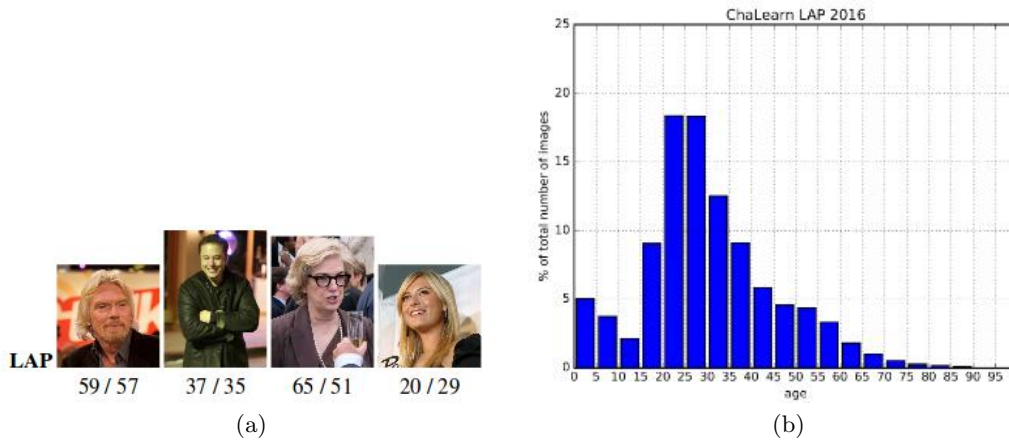 LAP
59 / 57
37 / 35
65 / 51
20 / 29
(a)
ChaLearn LAP 2016
% of total number of images
25
20
15
10
5
0
0 5 10 15 20 25 30 35 40 45 50 55 60 65 70 75 80 85 90 95
age
(b)